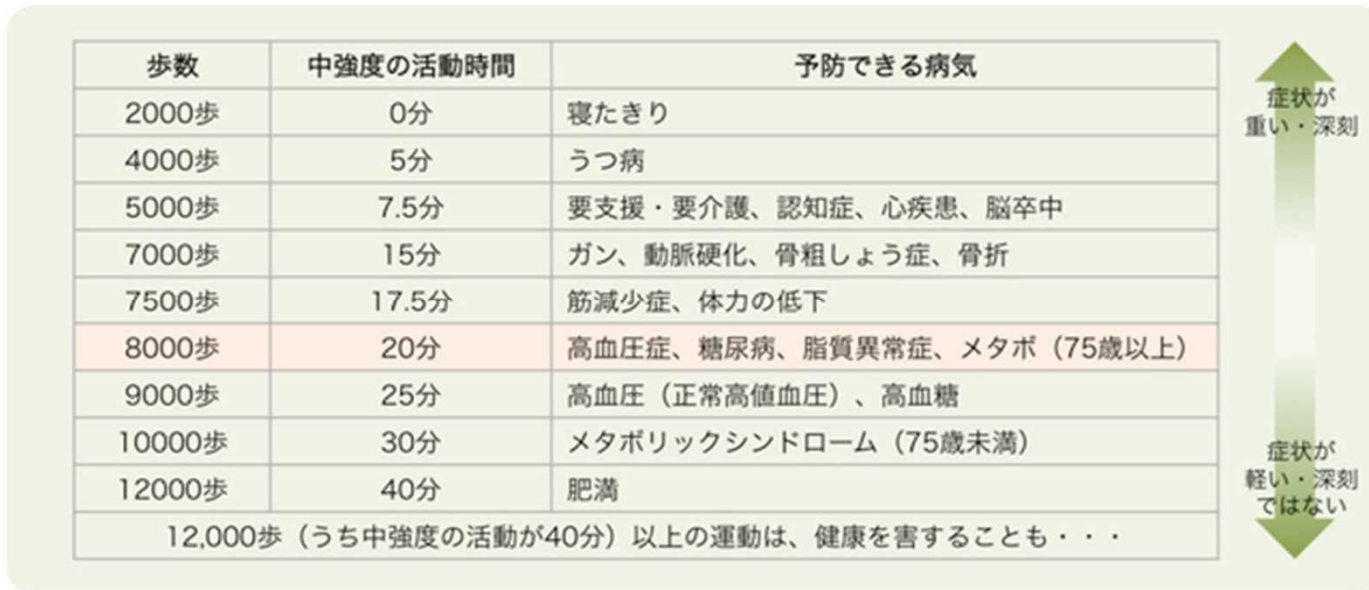 歩数 中強度の活動時間 予防できる病気
2000歩 0分 寝たきり
4000歩 5分 うつ病
5000歩 7.5分 要支援・要介護、認知症、心疾患、脳卒中
7000歩 15分 ガン、動脈硬化、骨粗しょう症、骨折
7500歩 17.5分 筋減少症、体力の低下
8000歩 20分 高血圧症、糖尿病、脂質異常症、メタボ（75歳以上）
9000歩 25分 高血圧（正常高値血圧）、高血糖
10000歩 30分 メタボリックシンドローム（75歳未満）
12000歩 40分 肥満
12,000歩（うち中強度の活動が40分）以上の運動は、健康を害することも・・・
症状が
重い・深刻
症状が
軽い・深刻
ではない